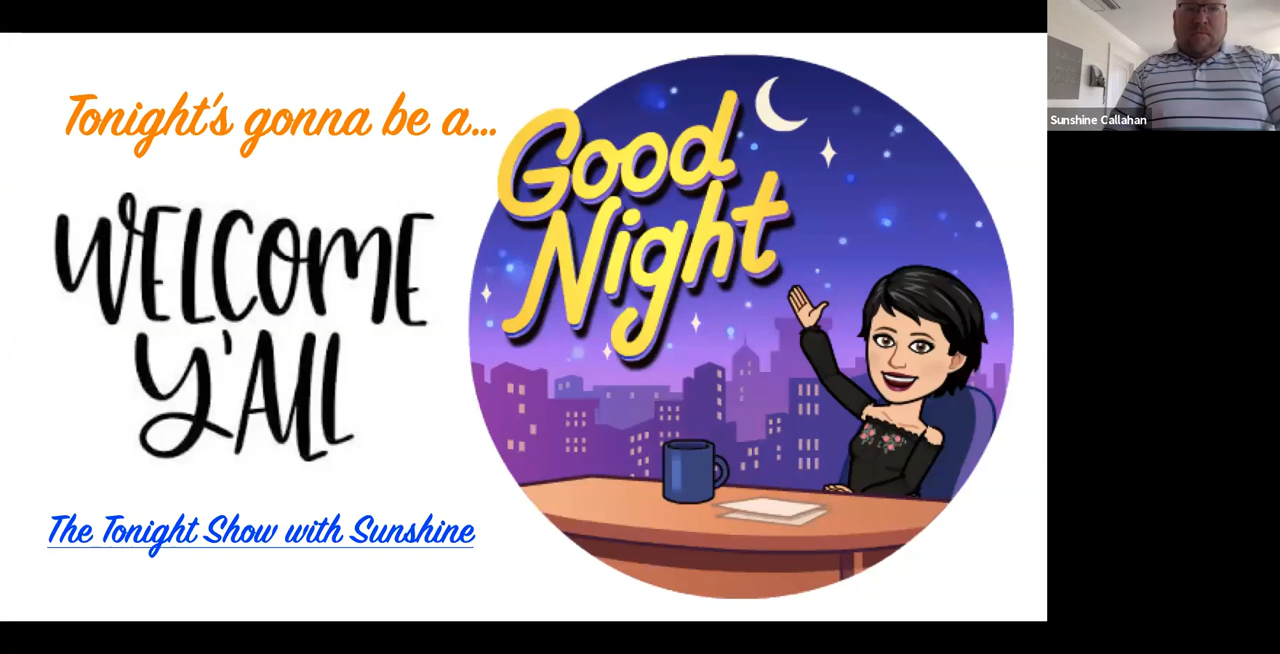 Tonight's gonna be a...
Good
Night
WELCOME
Y'ALL
The Tonight Show with Sunshine
Sunshine Callahan